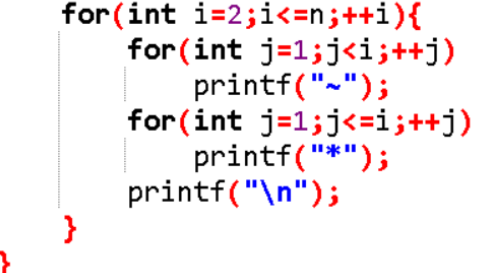 for(int i=2;i<=n;++i){
for(int j=1;j<i;++j)
printf("~");
for(int j=1;j<=i;++j)
printf("*");
printf("\n");
}
}